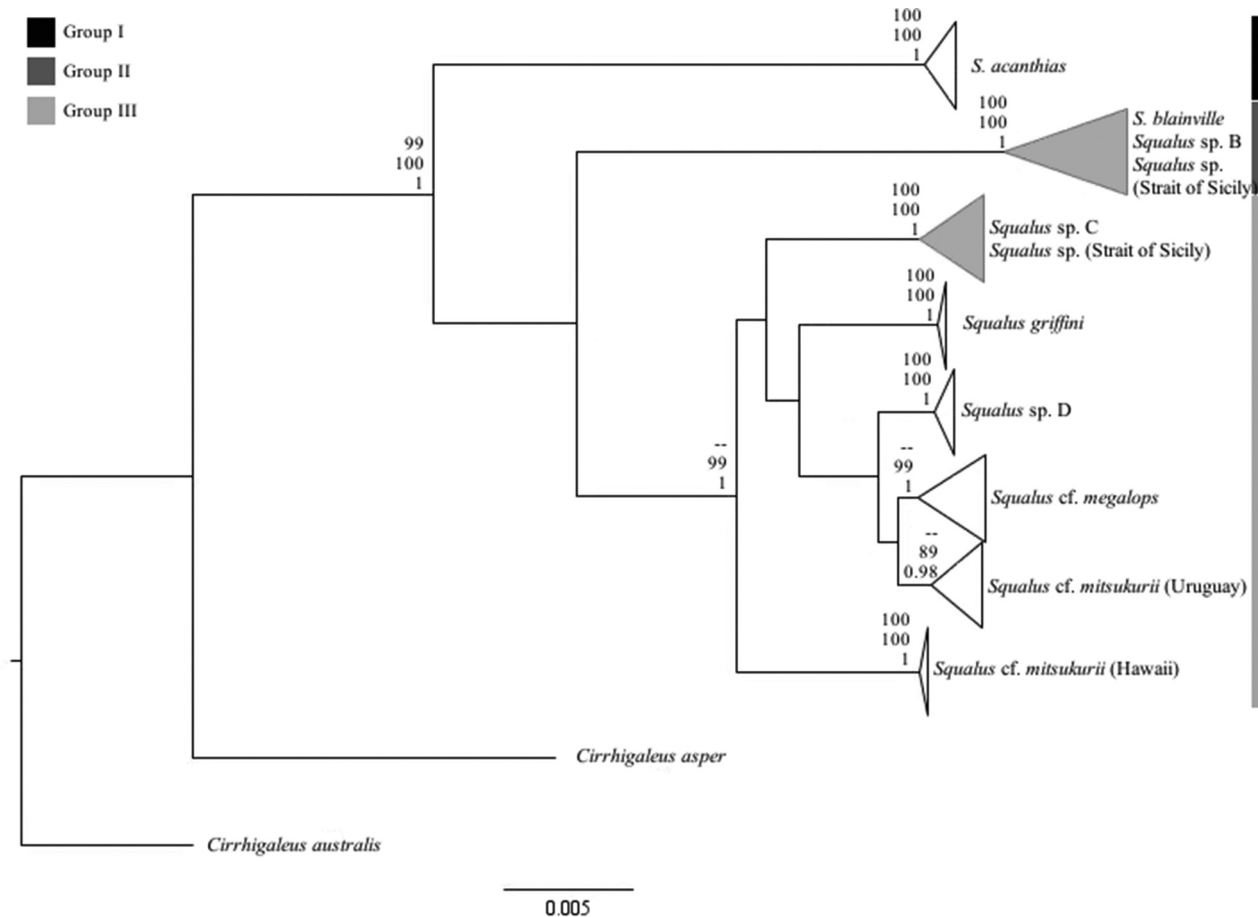 Group I
Group II
Group III
100
100
1
S. acanthias
100
100
1
S. blainville
Squalus sp. B
Squalus sp.
(Strait of Sicily)
99
100
1
100
100
1
Squalus sp. C
Squalus sp. (Strait of Sicily)
100
100
1
Squalus griffini
100
100
1
Squalus sp. D
--
99
1
--
99
1
Squalus cf. megalops
--
89
0.98
Squalus cf. mitsukurii (Uruguay)
100
100
1
Squalus cf. mitsukurii (Hawaii)
Cirrhigaleus asper
Cirrhigaleus australis
0.005